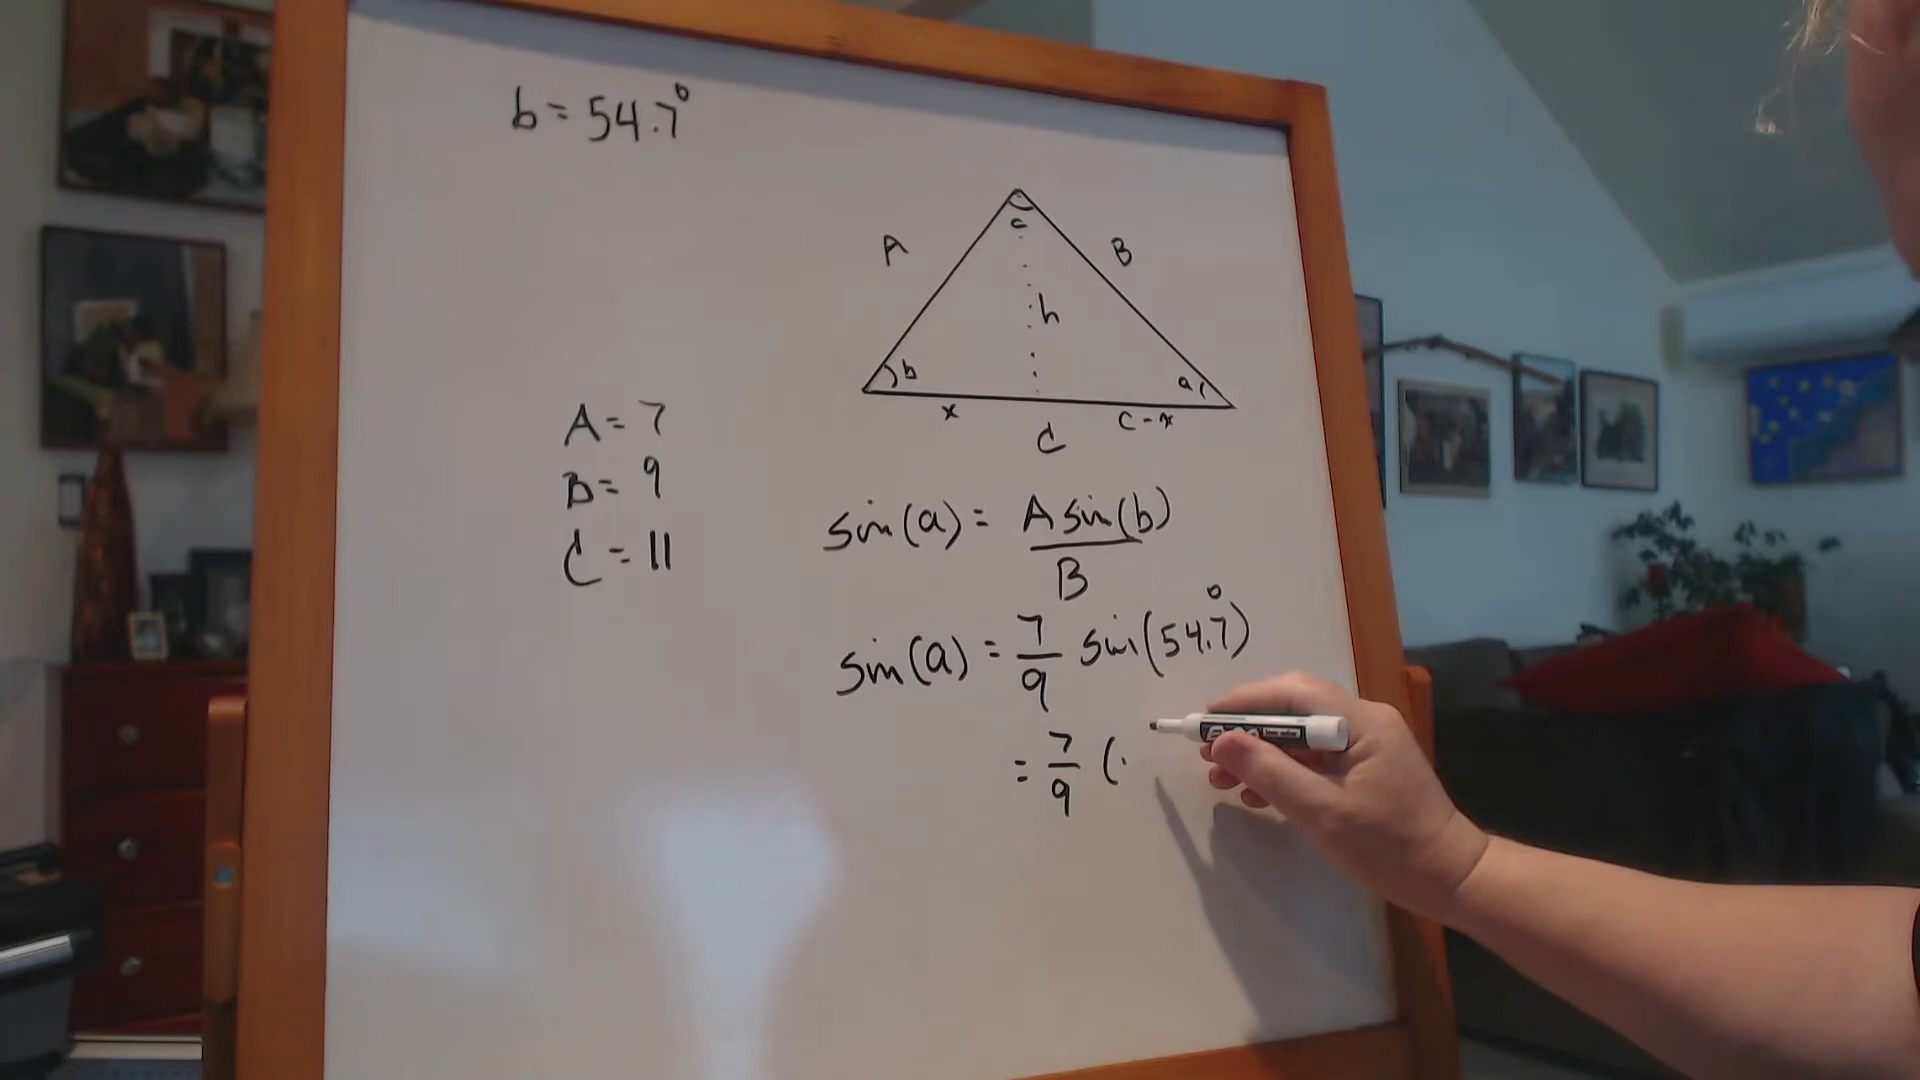 b = 54.7°
c
A
B
h
b
a
x
C - x
C
A = 7
B = 9
C = 11
sin(a) = A sin(b) / B
sin(a) = 7/9 sin(54.7°)
= 7/9 (.